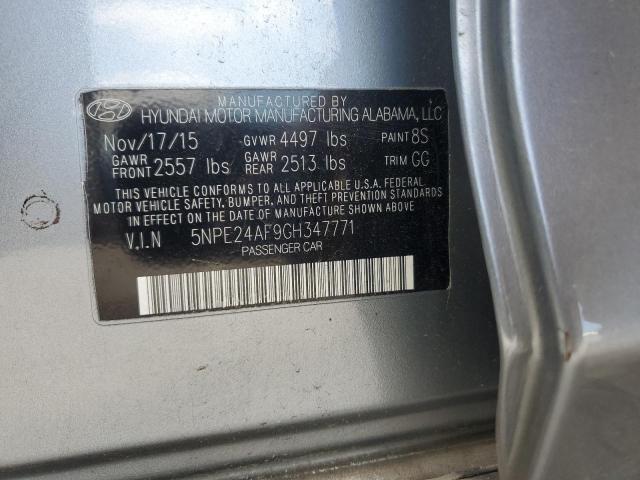 MANUFACTURED BY
HYUNDAI MOTOR MANUFACTURING ALABAMA, LLC
Nov/17/15 GVWR 4497 lbs PAINT 8S
GAWR FRONT 2557 lbs GAWR REAR 2513 lbs TRIM GG
THIS VEHICLE CONFORMS TO ALL APPLICABLE U.S.A. FEDERAL
MOTOR VEHICLE SAFETY, BUMPER, AND THEFT PREVENTION STANDARDS
IN EFFECT ON THE DATE OF MANUFACTURE SHOWN ABOVE.
V.I.N 5NPE24AF9GH347771
PASSENGER CAR